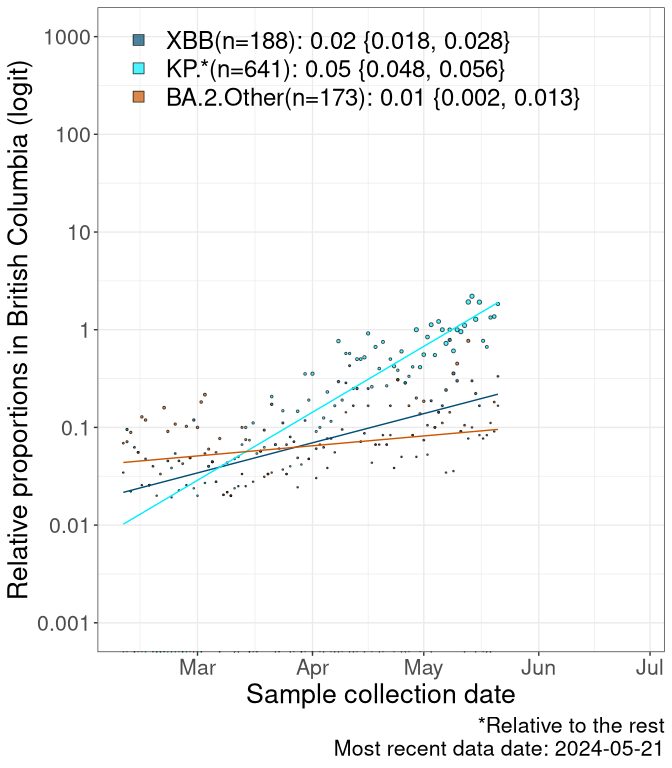 XBB(n=188): 0.02 {0.018, 0.028}
KP.*(n=641): 0.05 {0.048, 0.056}
BA.2.Other(n=173): 0.01 {0.002, 0.013}
Relative proportions in British Columbia (logit)
1000
100
10
1
0.1
0.01
0.001
Mar Apr May Jun Jul
Sample collection date
*Relative to the rest
Most recent data date: 2024-05-21